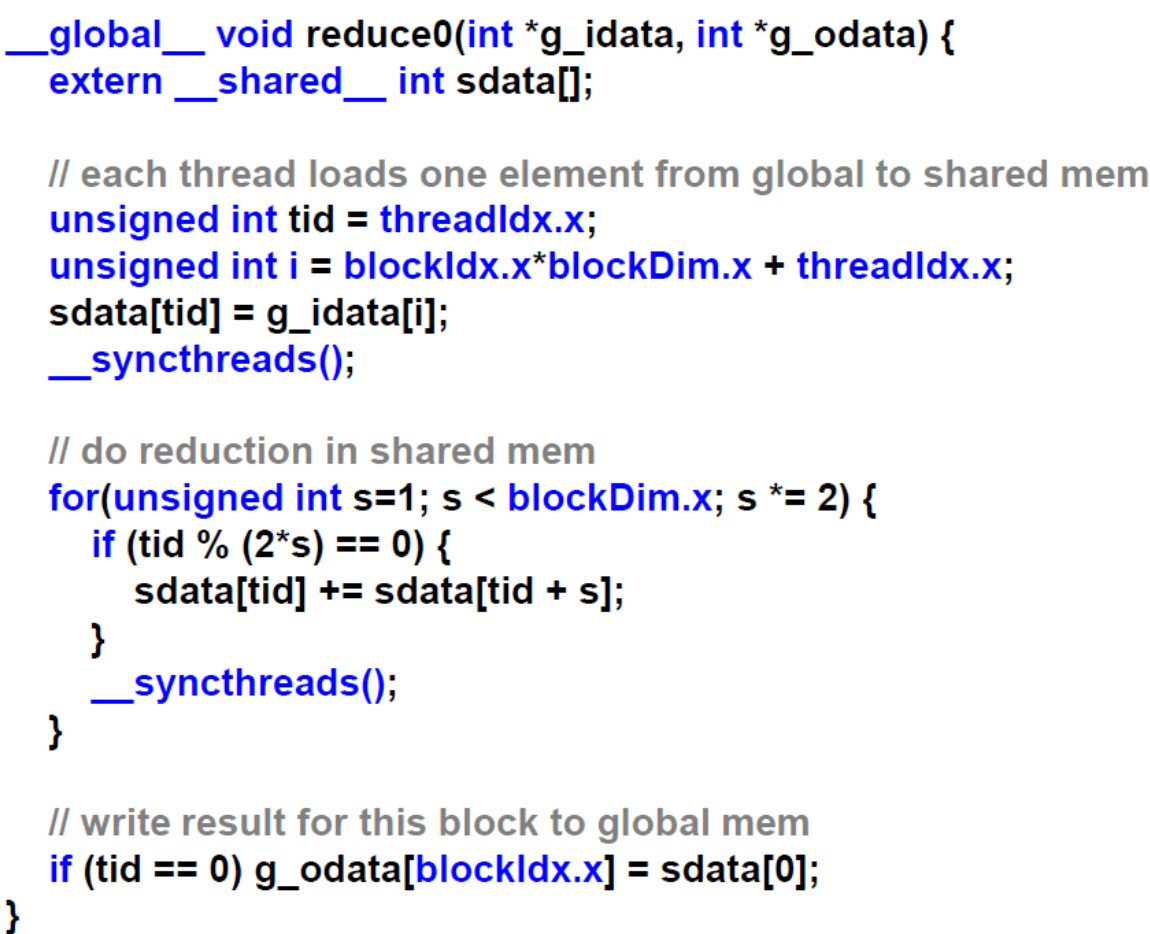 __global__ void reduce0(int *g_idata, int *g_odata) {
extern __shared__ int sdata[];
// each thread loads one element from global to shared mem
unsigned int tid = threadIdx.x;
unsigned int i = blockIdx.x*blockDim.x + threadIdx.x;
sdata[tid] = g_idata[i];
__syncthreads();
// do reduction in shared mem
for(unsigned int s=1; s < blockDim.x; s *= 2) {
if (tid % (2*s) == 0) {
sdata[tid] += sdata[tid + s];
}
__syncthreads();
}
// write result for this block to global mem
if (tid == 0) g_odata[blockIdx.x] = sdata[0];
}